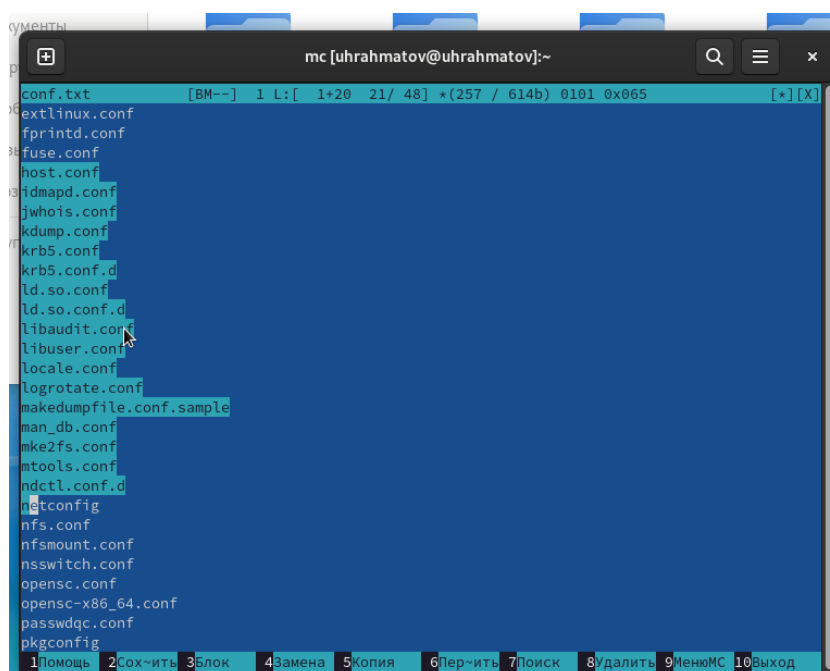 кументы
mc [uhrahmatov@uhrahmatov]:~
conf.txt [BM--] 1 L:[ 1+20 21/ 48] *(257 / 614b) 0101 0x065 [*][X]
extlinux.conf
fprintd.conf
fuse.conf
host.conf
idmapd.conf
jwhois.conf
kdump.conf
krb5.conf
krb5.conf.d
ld.so.conf
ld.so.conf.d
libaudit.conf
libuser.conf
locale.conf
logrotate.conf
makedumpfile.conf.sample
man_db.conf
mke2fs.conf
mtools.conf
ndctl.conf.d
netconfig
nfs.conf
nfsmount.conf
nsswitch.conf
opensc.conf
opensc-x86_64.conf
passwdqc.conf
pkgconfig
1Помощь 2Сох~ить 3Блок 4Замена 5Копия 6Пер~ить 7Поиск 8Удалить 9МенюМС 10Выход